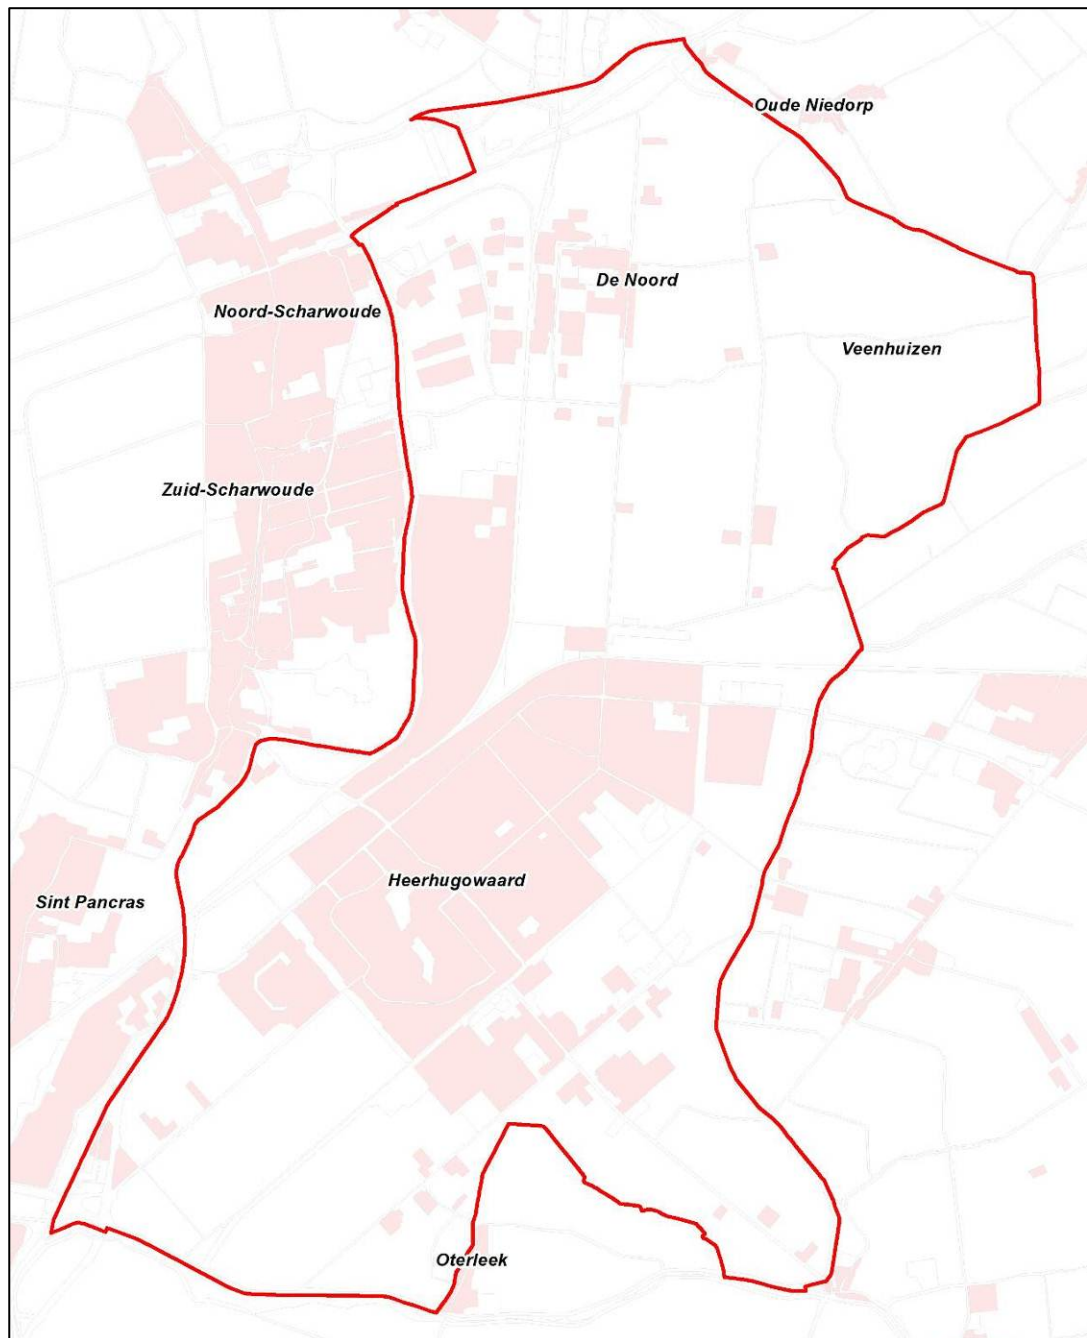 Oude Niedorp
De Noord
Noord-Scharwoude
Veenhuizen
Zuid-Scharwoude
Heerhugowaard
Sint Pancras
Oterleek